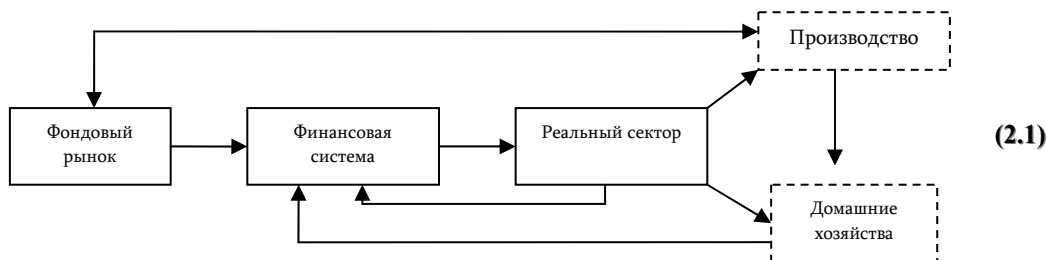 Производство
Фондовый
рынок
Финансовая
система
Реальный сектор
(2.1)
Домашние
хозяйства